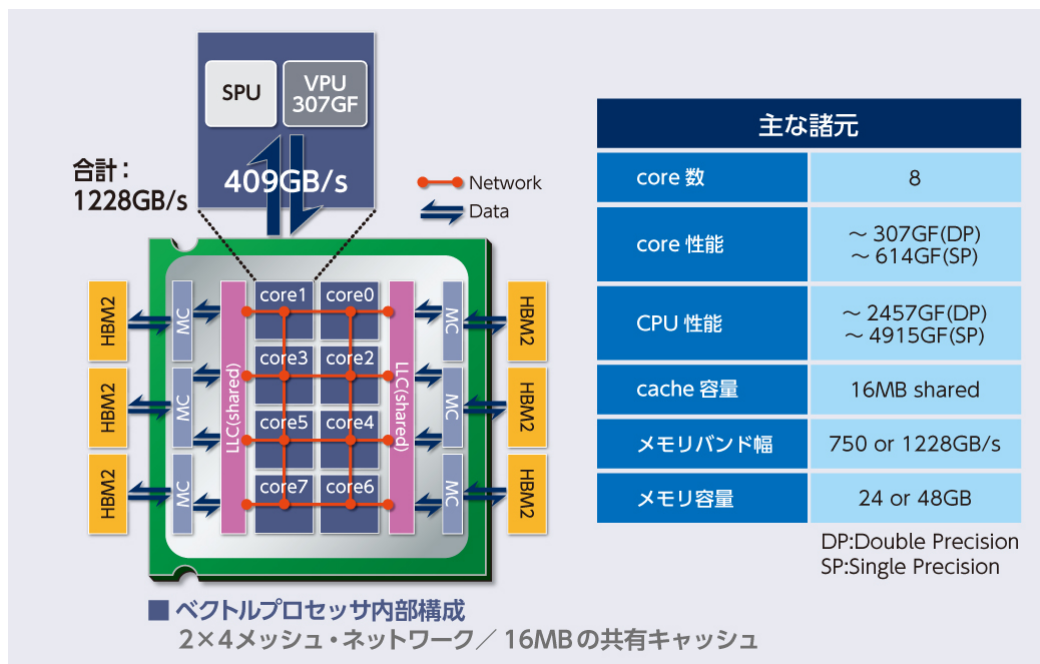 SPU
VPU
307GF
409GB/s
合計：
1228GB/s
Network
Data
HBM2
HBM2
HBM2
MC
MC
MC
LLC(shared)
core1
core0
core3
core2
core5
core4
core7
core6
LLC(shared)
MC
MC
MC
HBM2
HBM2
HBM2
主な諸元
core 数
8
core 性能
～ 307GF(DP)
～ 614GF(SP)
CPU 性能
～ 2457GF(DP)
～ 4915GF(SP)
cache 容量
16MB shared
メモリバンド幅
750 or 1228GB/s
メモリ容量
24 or 48GB
DP:Double Precision
SP:Single Precision
■ ベクトルプロセッサ内部構成
2×4メッシュ・ネットワーク／ 16MBの共有キャッシュ